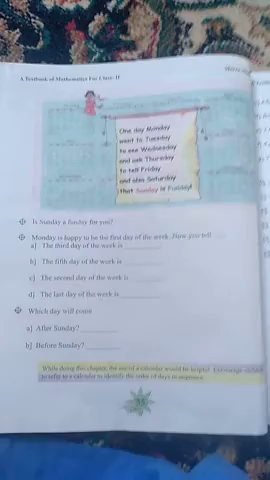 A Textbook of Mathematics For Class- II
One day Monday
went to Tuesday
to see Wednesday
and ask Thursday
to tell Friday
and also Saturday
that Sunday is Funday!
Is Sunday a funday for you?
Monday is happy to be the first day of the week. Now you tell
a] The third day of the week is
b] The fifth day of the week is
c] The second day of the week is
d] The last day of the week is
Which day will come
a] After Sunday?
b] Before Sunday?
While doing this chapter, the use of a calendar would be helpful. Encourage
to refer to a calendar to identify the order of days in sequence.